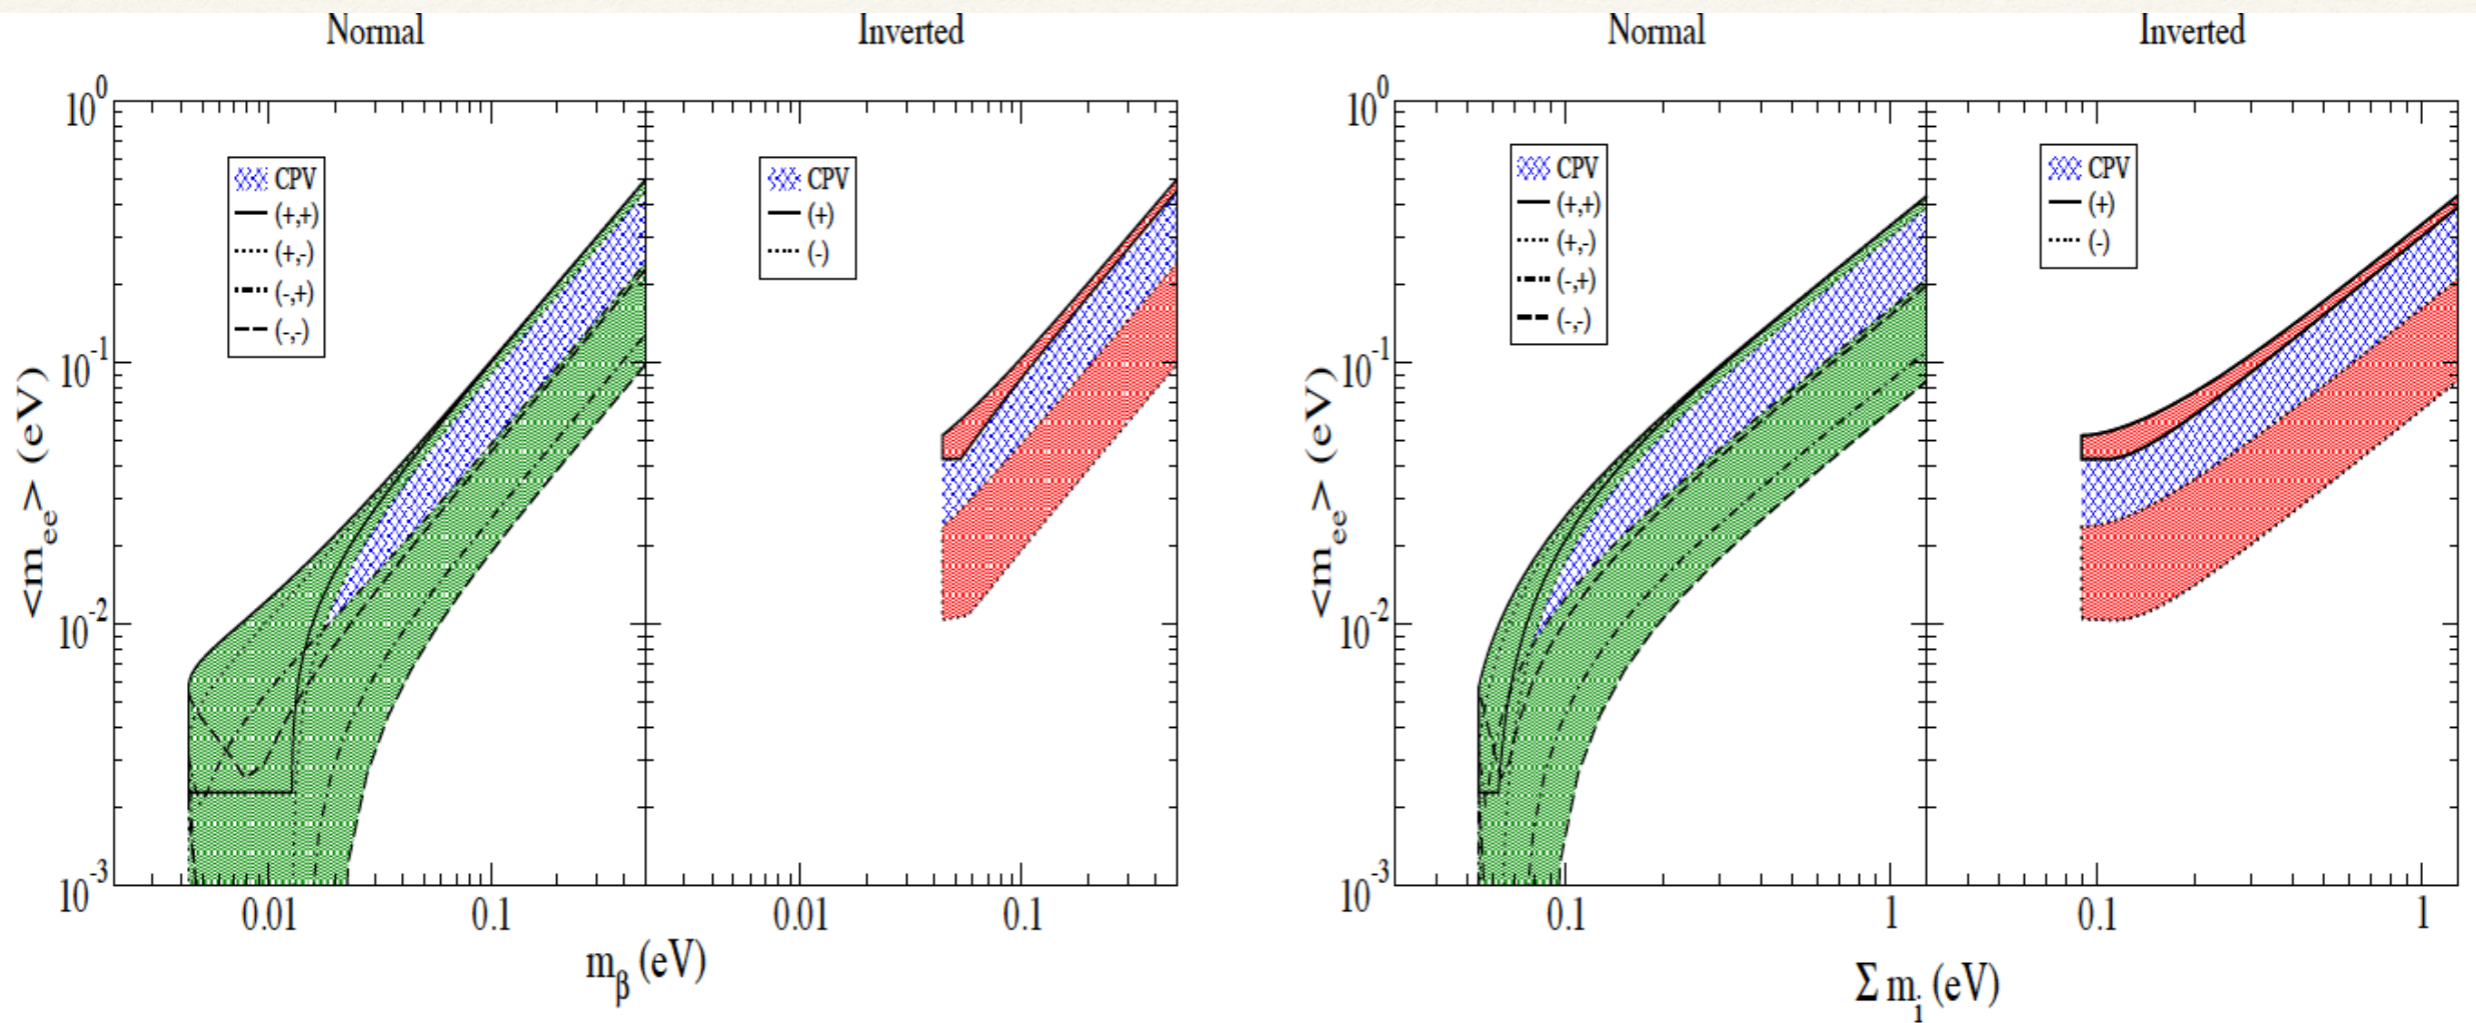 Normal Inverted Normal Inverted
10^0
10^-1
10^-2
10^-3
<m_ee> (eV)
CPV
(+,+)
(+,-)
(-,+)
(-,-)
CPV
(+)
(-)
0.01 0.1 0.01 0.1
m_β (eV)
10^0
10^-1
10^-2
10^-3
<m_ee> (eV)
CPV
(+,+)
(+,-)
(-,+)
(-,-)
CPV
(+)
(-)
0.1 1 0.1 1
Σ m_i (eV)